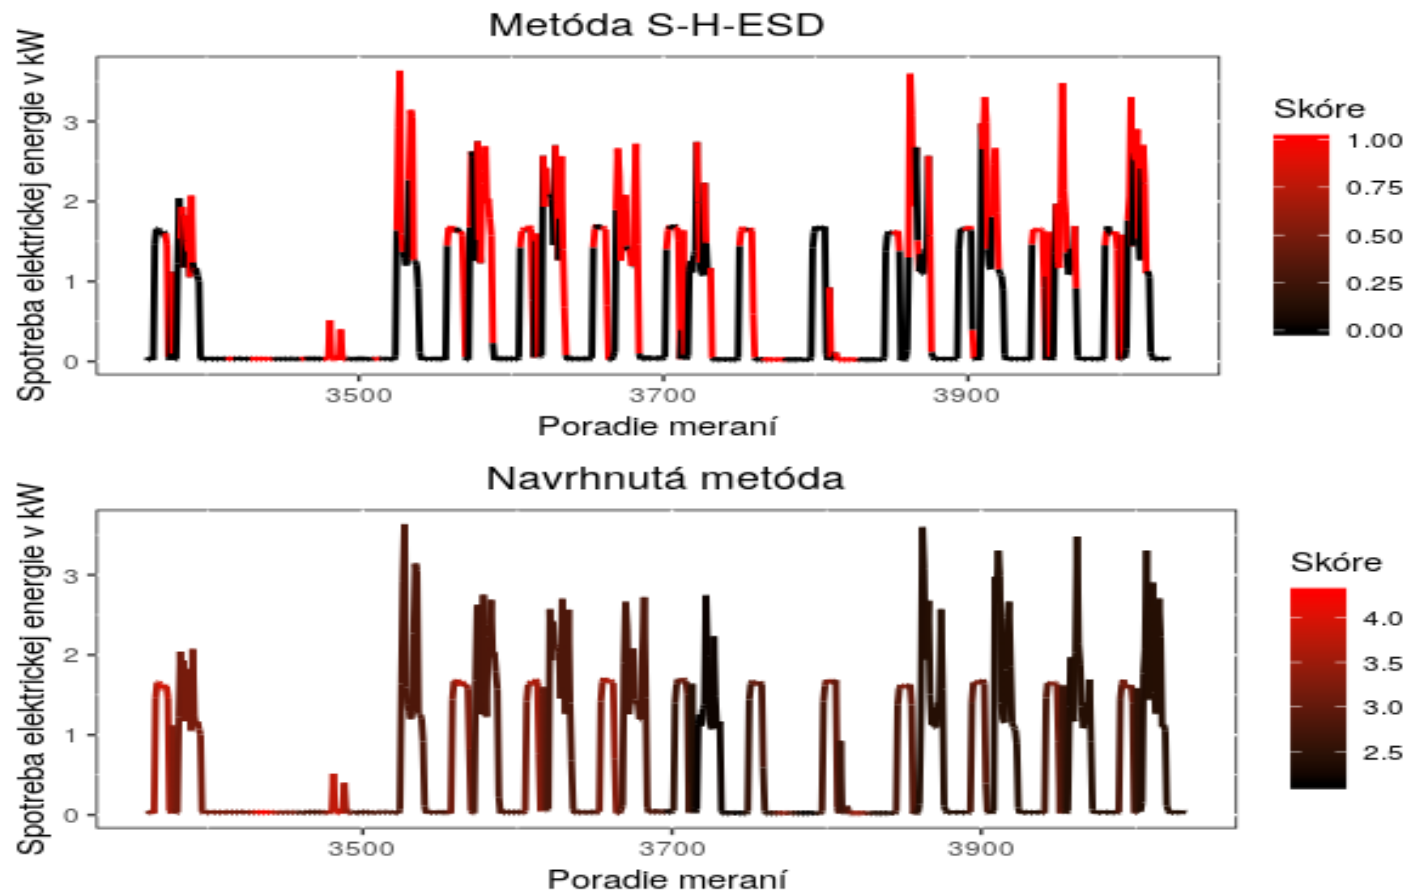 Metóda S-H-ESD
Spotreba elektrickej energie v kW
3
2
1
0
3500
3700
3900
Poradie meraní
Skóre
1.00
0.75
0.50
0.25
0.00
Navrhnutá metóda
Spotreba elektrickej energie v kW
3
2
1
0
3500
3700
3900
Poradie meraní
Skóre
4.0
3.5
3.0
2.5